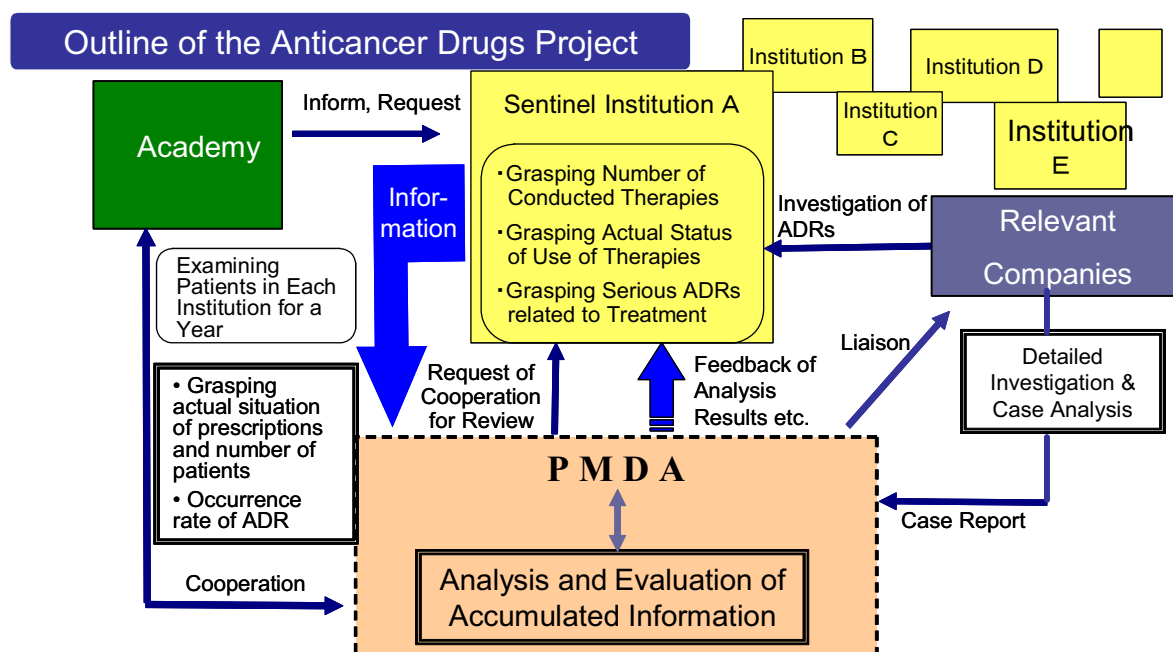 Outline of the Anticancer Drugs Project
Institution B
Institution D
Institution
C
Institution
E
Academy
Inform, Request
Sentinel Institution A
・Grasping Number of
Conducted Therapies
・Grasping Actual Status
of Use of Therapies
・Grasping Serious ADRs
related to Treatment
Infor-
mation
Investigation of
ADRs
Relevant
Companies
Examining
Patients in Each
Institution for a
Year
• Grasping
actual situation
of prescriptions
and number of
patients
• Occurrence
rate of ADR
Request of
Cooperation
for Review
Feedback of
Analysis
Results etc.
Liaison
Detailed
Investigation &
Case Analysis
P M D A
Case Report
Cooperation
Analysis and Evaluation of
Accumulated Information